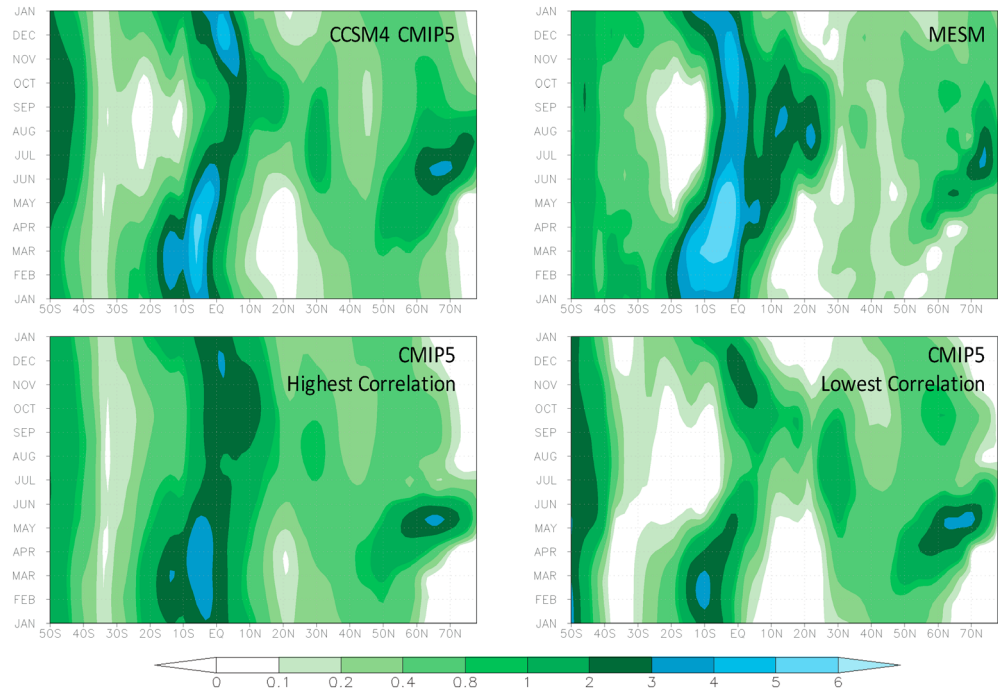 CCSM4 CMIP5
JAN
DEC
NOV
OCT
SEP
AUG
JUL
JUN
MAY
APR
MAR
FEB
JAN
50S 40S 30S 20S 10S EQ 10N 20N 30N 40N 50N 60N 70N
MESM
JAN
DEC
NOV
OCT
SEP
AUG
JUL
JUN
MAY
APR
MAR
FEB
JAN
50S 40S 30S 20S 10S EQ 10N 20N 30N 40N 50N 60N 70N
CMIP5
Highest Correlation
JAN
DEC
NOV
OCT
SEP
AUG
JUL
JUN
MAY
APR
MAR
FEB
JAN
50S 40S 30S 20S 10S EQ 10N 20N 30N 40N 50N 60N 70N
CMIP5
Lowest Correlation
JAN
DEC
NOV
OCT
SEP
AUG
JUL
JUN
MAY
APR
MAR
FEB
JAN
50S 40S 30S 20S 10S EQ 10N 20N 30N 40N 50N 60N 70N
0 0.1 0.2 0.4 0.8 1 2 3 4 5 6